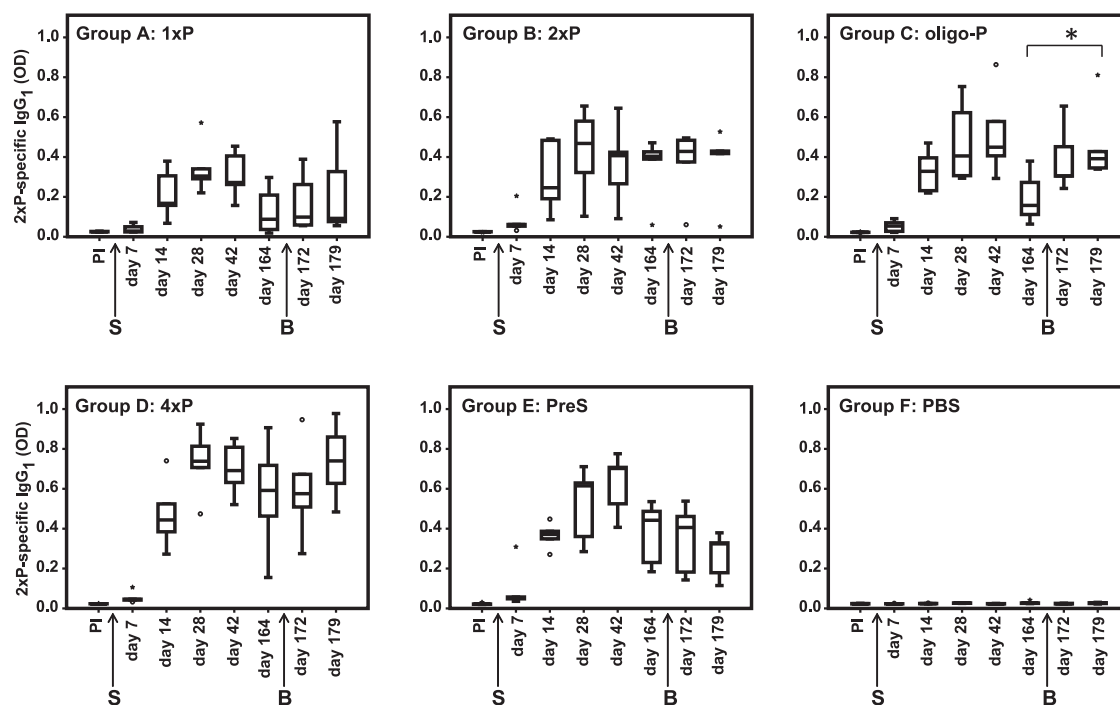 Group A: 1xP
2xP-specific IgG1 (OD)
1.0
0.8
0.6
0.4
0.2
0.0
PI
day 7
day 14
day 28
day 42
day 164
day 172
day 179
S
B
Group B: 2xP
1.0
0.8
0.6
0.4
0.2
0.0
PI
day 7
day 14
day 28
day 42
day 164
day 172
day 179
S
B
Group C: oligo-P
*
1.0
0.8
0.6
0.4
0.2
0.0
PI
day 7
day 14
day 28
day 42
day 164
day 172
day 179
S
B
Group D: 4xP
2xP-specific IgG1 (OD)
1.0
0.8
0.6
0.4
0.2
0.0
PI
day 7
day 14
day 28
day 42
day 164
day 172
day 179
S
B
Group E: PreS
1.0
0.8
0.6
0.4
0.2
0.0
PI
day 7
day 14
day 28
day 42
day 164
day 172
day 179
S
B
Group F: PBS
1.0
0.8
0.6
0.4
0.2
0.0
PI
day 7
day 14
day 28
day 42
day 164
day 172
day 179
S
B